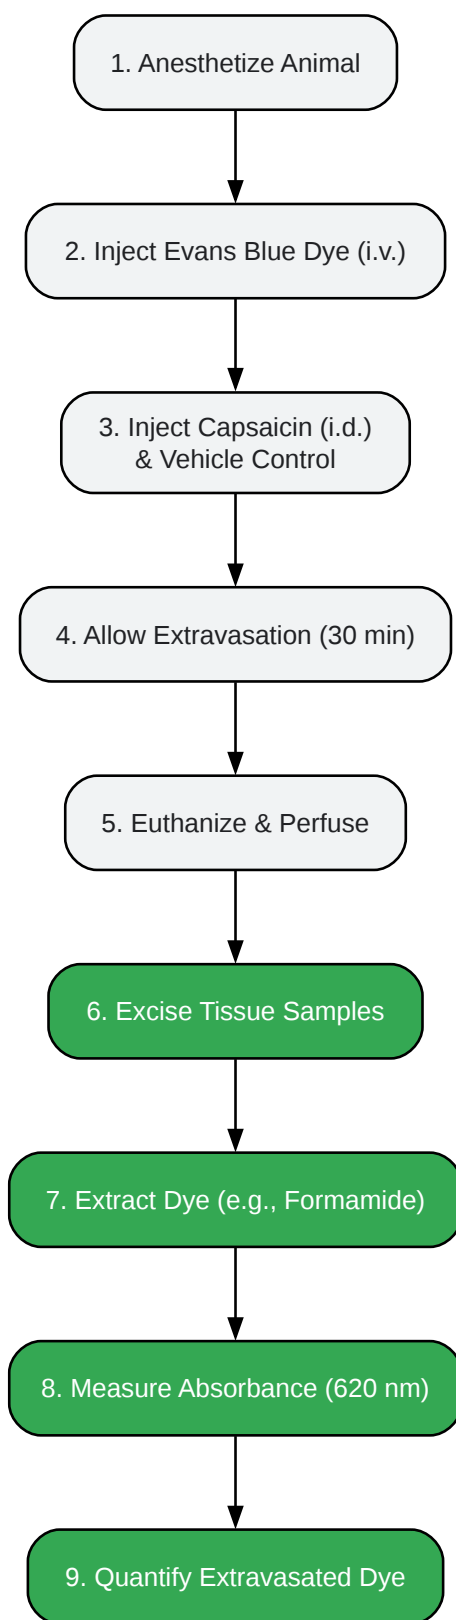 1. Anesthetize Animal
2. Inject Evans Blue Dye (i.v.)
3. Inject Capsaicin (i.d.)
& Vehicle Control
4. Allow Extravasation (30 min)
5. Euthanize & Perfuse
6. Excise Tissue Samples
7. Extract Dye (e.g., Formamide)
8. Measure Absorbance (620 nm)
9. Quantify Extravasated Dye